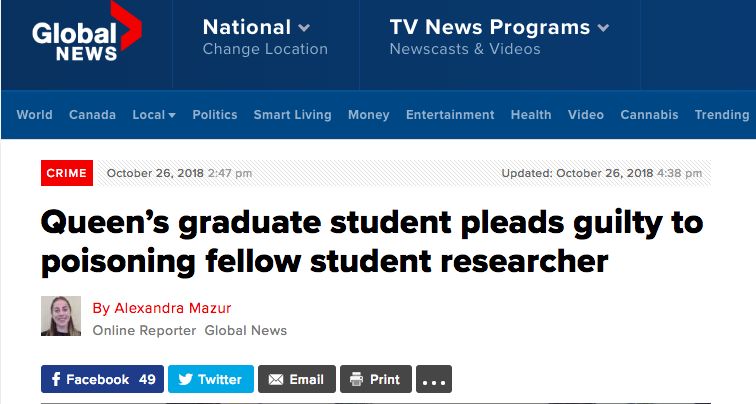 Global
NEWS
National
Change Location
TV News Programs
Newscasts & Videos
World Canada Local Politics Smart Living Money Entertainment Health Video Cannabis Trending
CRIME October 26, 2018 2:47 pm Updated: October 26, 2018 4:38 pm
Queen's graduate student pleads guilty to
poisoning fellow student researcher
By Alexandra Mazur
Online Reporter Global News
Facebook 49 Twitter Email Print ...